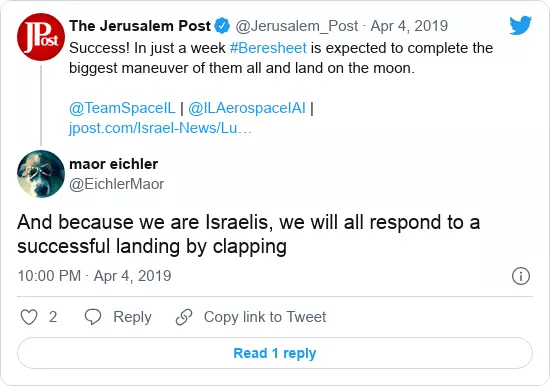 The Jerusalem Post @Jerusalem_Post · Apr 4, 2019
Success! In just a week #Beresheet is expected to complete the
biggest maneuver of them all and land on the moon.
@TeamSpaceIL | @ILAerospaceIAI |
jpost.com/Israel-News/Lu…
JPost
maor eichler
@EichlerMaor
And because we are Israelis, we will all respond to a
successful landing by clapping
10:00 PM · Apr 4, 2019
2 Reply Copy link to Tweet
Read 1 reply